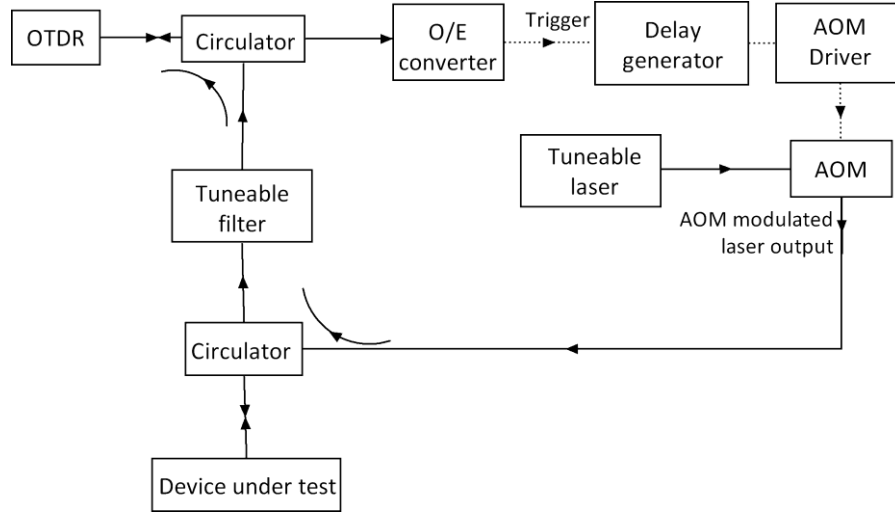 OTDR
Circulator
O/E
converter
Trigger
Delay
generator
AOM
Driver
Tuneable
laser
AOM
AOM modulated
laser output
Tuneable
filter
Circulator
Device under test